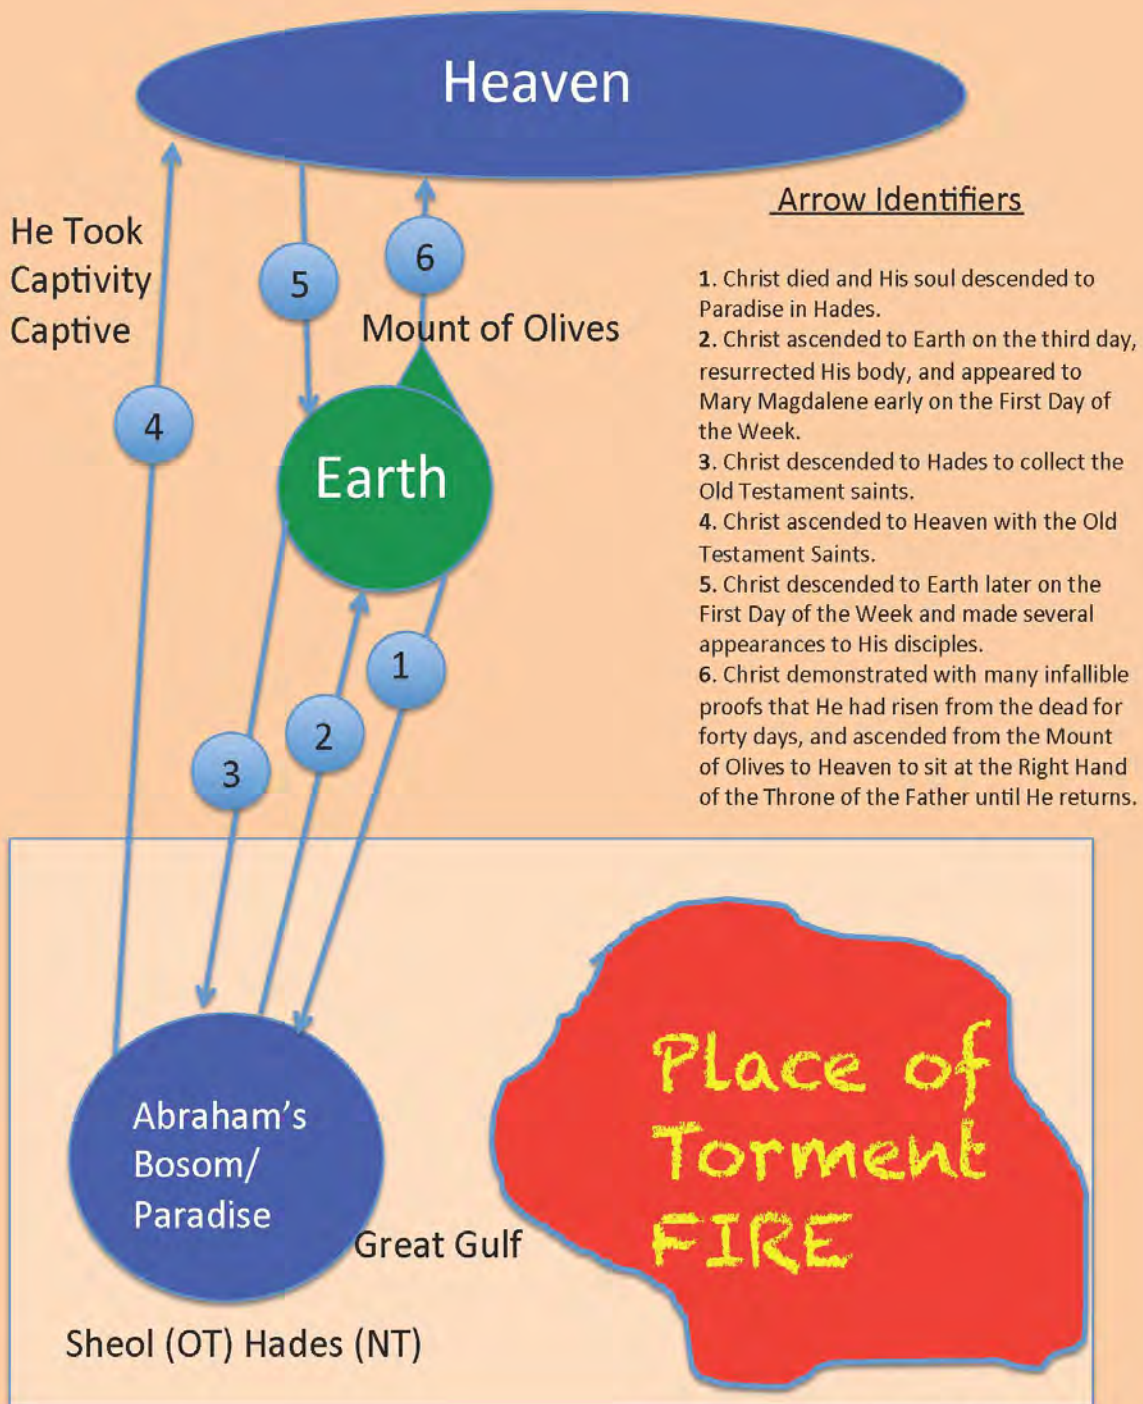 Heaven
He Took
Captivity
Captive
5
6
Mount of Olives
4
Earth
1
2
3
Arrow Identifiers
1. Christ died and His soul descended to
Paradise in Hades.
2. Christ ascended to Earth on the third day,
resurrected His body, and appeared to
Mary Magdalene early on the First Day of
the Week.
3. Christ descended to Hades to collect the
Old Testament saints.
4. Christ ascended to Heaven with the Old
Testament Saints.
5. Christ descended to Earth later on the
First Day of the Week and made several
appearances to His disciples.
6. Christ demonstrated with many infallible
proofs that He had risen from the dead for
forty days, and ascended from the Mount
of Olives to Heaven to sit at the Right Hand
of the Throne of the Father until He returns.
Abraham's
Bosom/
Paradise
Great Gulf
Place of
Torment
FIRE
Sheol (OT) Hades (NT)